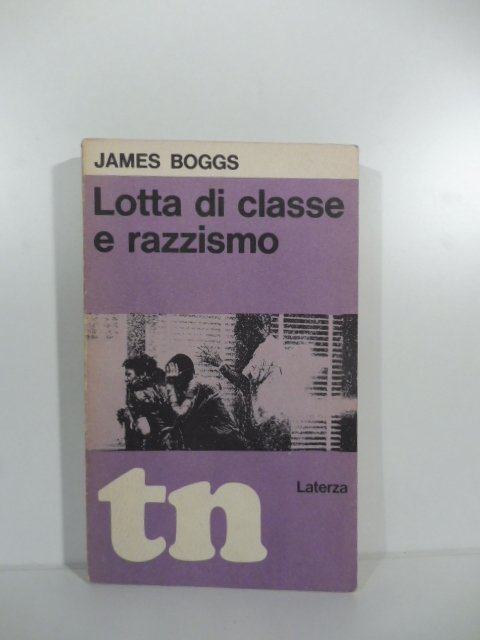 JAMES BOGGS
Lotta di classe
e razzismo
Laterza
tn